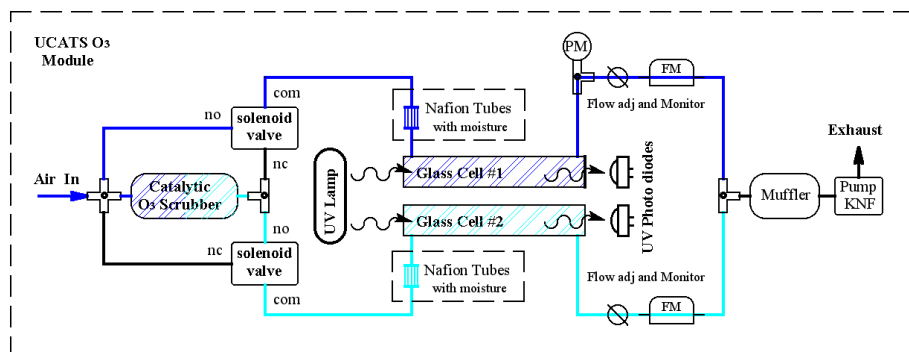 UCATS O3
Module
com
no
solenoid
valve
nc
Air In
Catalytic
O3 Scrubber
no
nc
solenoid
valve
com
UV Lamp
Nafion Tubes
with moisture
Glass Cell #1
Glass Cell #2
Nafion Tubes
with moisture
UV Photo diodes
PM
FM
Flow adj and Monitor
Flow adj and Monitor
FM
Muffler
Exhaust
Pump
KNF